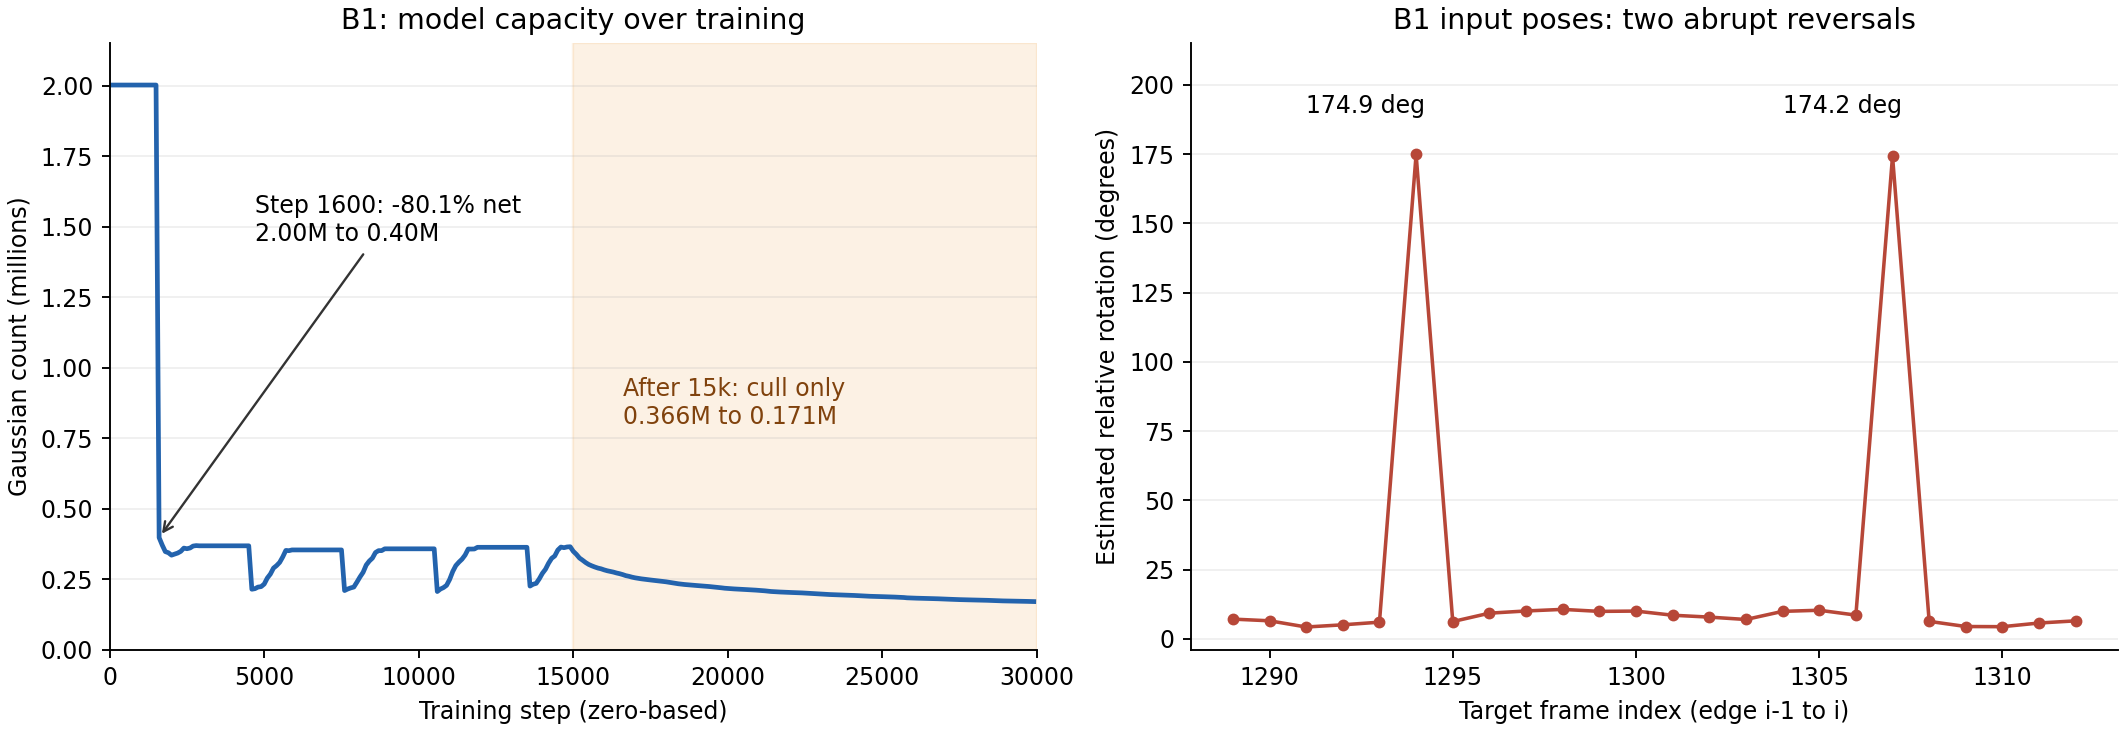 B1: model capacity over training
Gaussian count (millions)
2.00
1.75
1.50
1.25
1.00
0.75
0.50
0.25
0.00
Step 1600: -80.1% net
2.00M to 0.40M
After 15k: cull only
0.366M to 0.171M
0 5000 10000 15000 20000 25000 30000
Training step (zero-based)
B1 input poses: two abrupt reversals
Estimated relative rotation (degrees)
200
175
150
125
100
75
50
25
0
174.9 deg
174.2 deg
1290 1295 1300 1305 1310
Target frame index (edge i-1 to i)